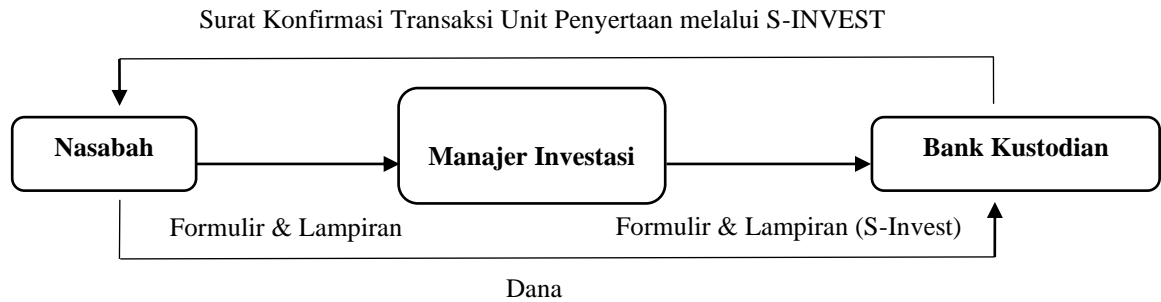 Surat Konfirmasi Transaksi Unit Penyertaan melalui S-INVEST
Nasabah
Manajer Investasi
Bank Kustodian
Formulir & Lampiran
Formulir & Lampiran (S-Invest)
Dana